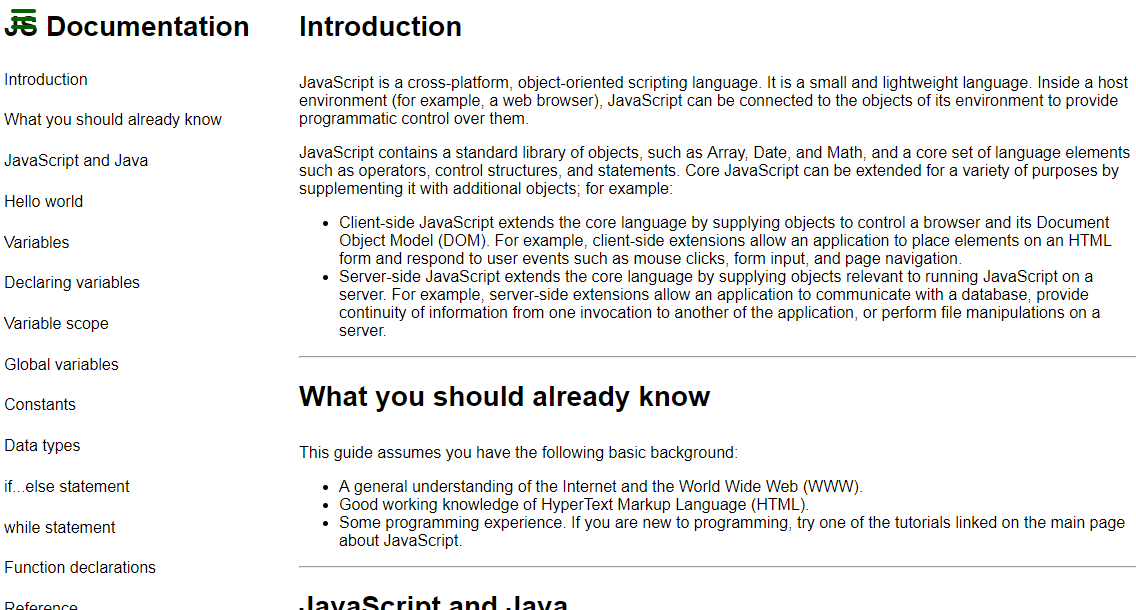 JS Documentation
Introduction
What you should already know
JavaScript and Java
Hello world
Variables
Declaring variables
Variable scope
Global variables
Constants
Data types
if...else statement
while statement
Function declarations
Reference
Introduction
JavaScript is a cross-platform, object-oriented scripting language. It is a small and lightweight language. Inside a host
environment (for example, a web browser), JavaScript can be connected to the objects of its environment to provide
programmatic control over them.
JavaScript contains a standard library of objects, such as Array, Date, and Math, and a core set of language elements
such as operators, control structures, and statements. Core JavaScript can be extended for a variety of purposes by
supplementing it with additional objects; for example:
• Client-side JavaScript extends the core language by supplying objects to control a browser and its Document
Object Model (DOM). For example, client-side extensions allow an application to place elements on an HTML
form and respond to user events such as mouse clicks, form input, and page navigation.
• Server-side JavaScript extends the core language by supplying objects relevant to running JavaScript on a
server. For example, server-side extensions allow an application to communicate with a database, provide
continuity of information from one invocation to another of the application, or perform file manipulations on a
server.
What you should already know
This guide assumes you have the following basic background:
• A general understanding of the Internet and the World Wide Web (WWW).
• Good working knowledge of HyperText Markup Language (HTML).
• Some programming experience. If you are new to programming, try one of the tutorials linked on the main page
about JavaScript.
JavaScript and Java